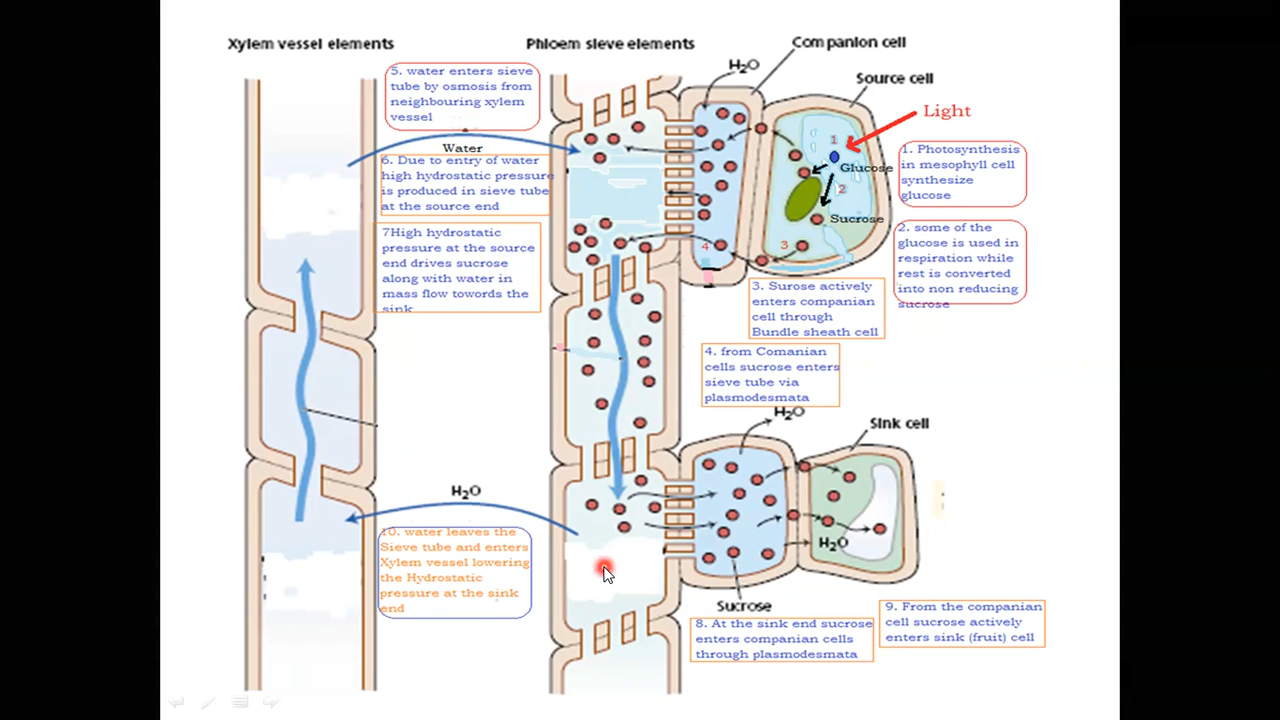 Xylem vessel elements
Phloem sieve elements
Companion cell
Source cell
H₂O
Light
5. water enters sieve
tube by osmosis from
neighbouring xylem
vessel
Water
6. Due to entry of water
high hydrostatic pressure
is produced in sieve tube
at the source end
7High hydrostatic
pressure at the source
end drives sucrose
along with water in
mass flow towords the
sink
1
Glucose
2
Sucrose
3
4
1. Photosynthesis
in mesophyll cell
synthesize
glucose
2. some of the
glucose is used in
respiration while
rest is converted
into non reducing
sucrose
3. Surose actively
enters companian
cell through
Bundle sheath cell
4. from Comanian
cells sucrose enters
sieve tube via
plasmodesmata
H₂O
Sink cell
H₂O
10. water leaves the
Sieve tube and enters
Xylem vessel lowering
the Hydrostatic
pressure at the sink
end
H₂O
Sucrose
8. At the sink end sucrose
enters companian cells
through plasmodesmata
9. From the companian
cell sucrose actively
enters sink (fruit) cell